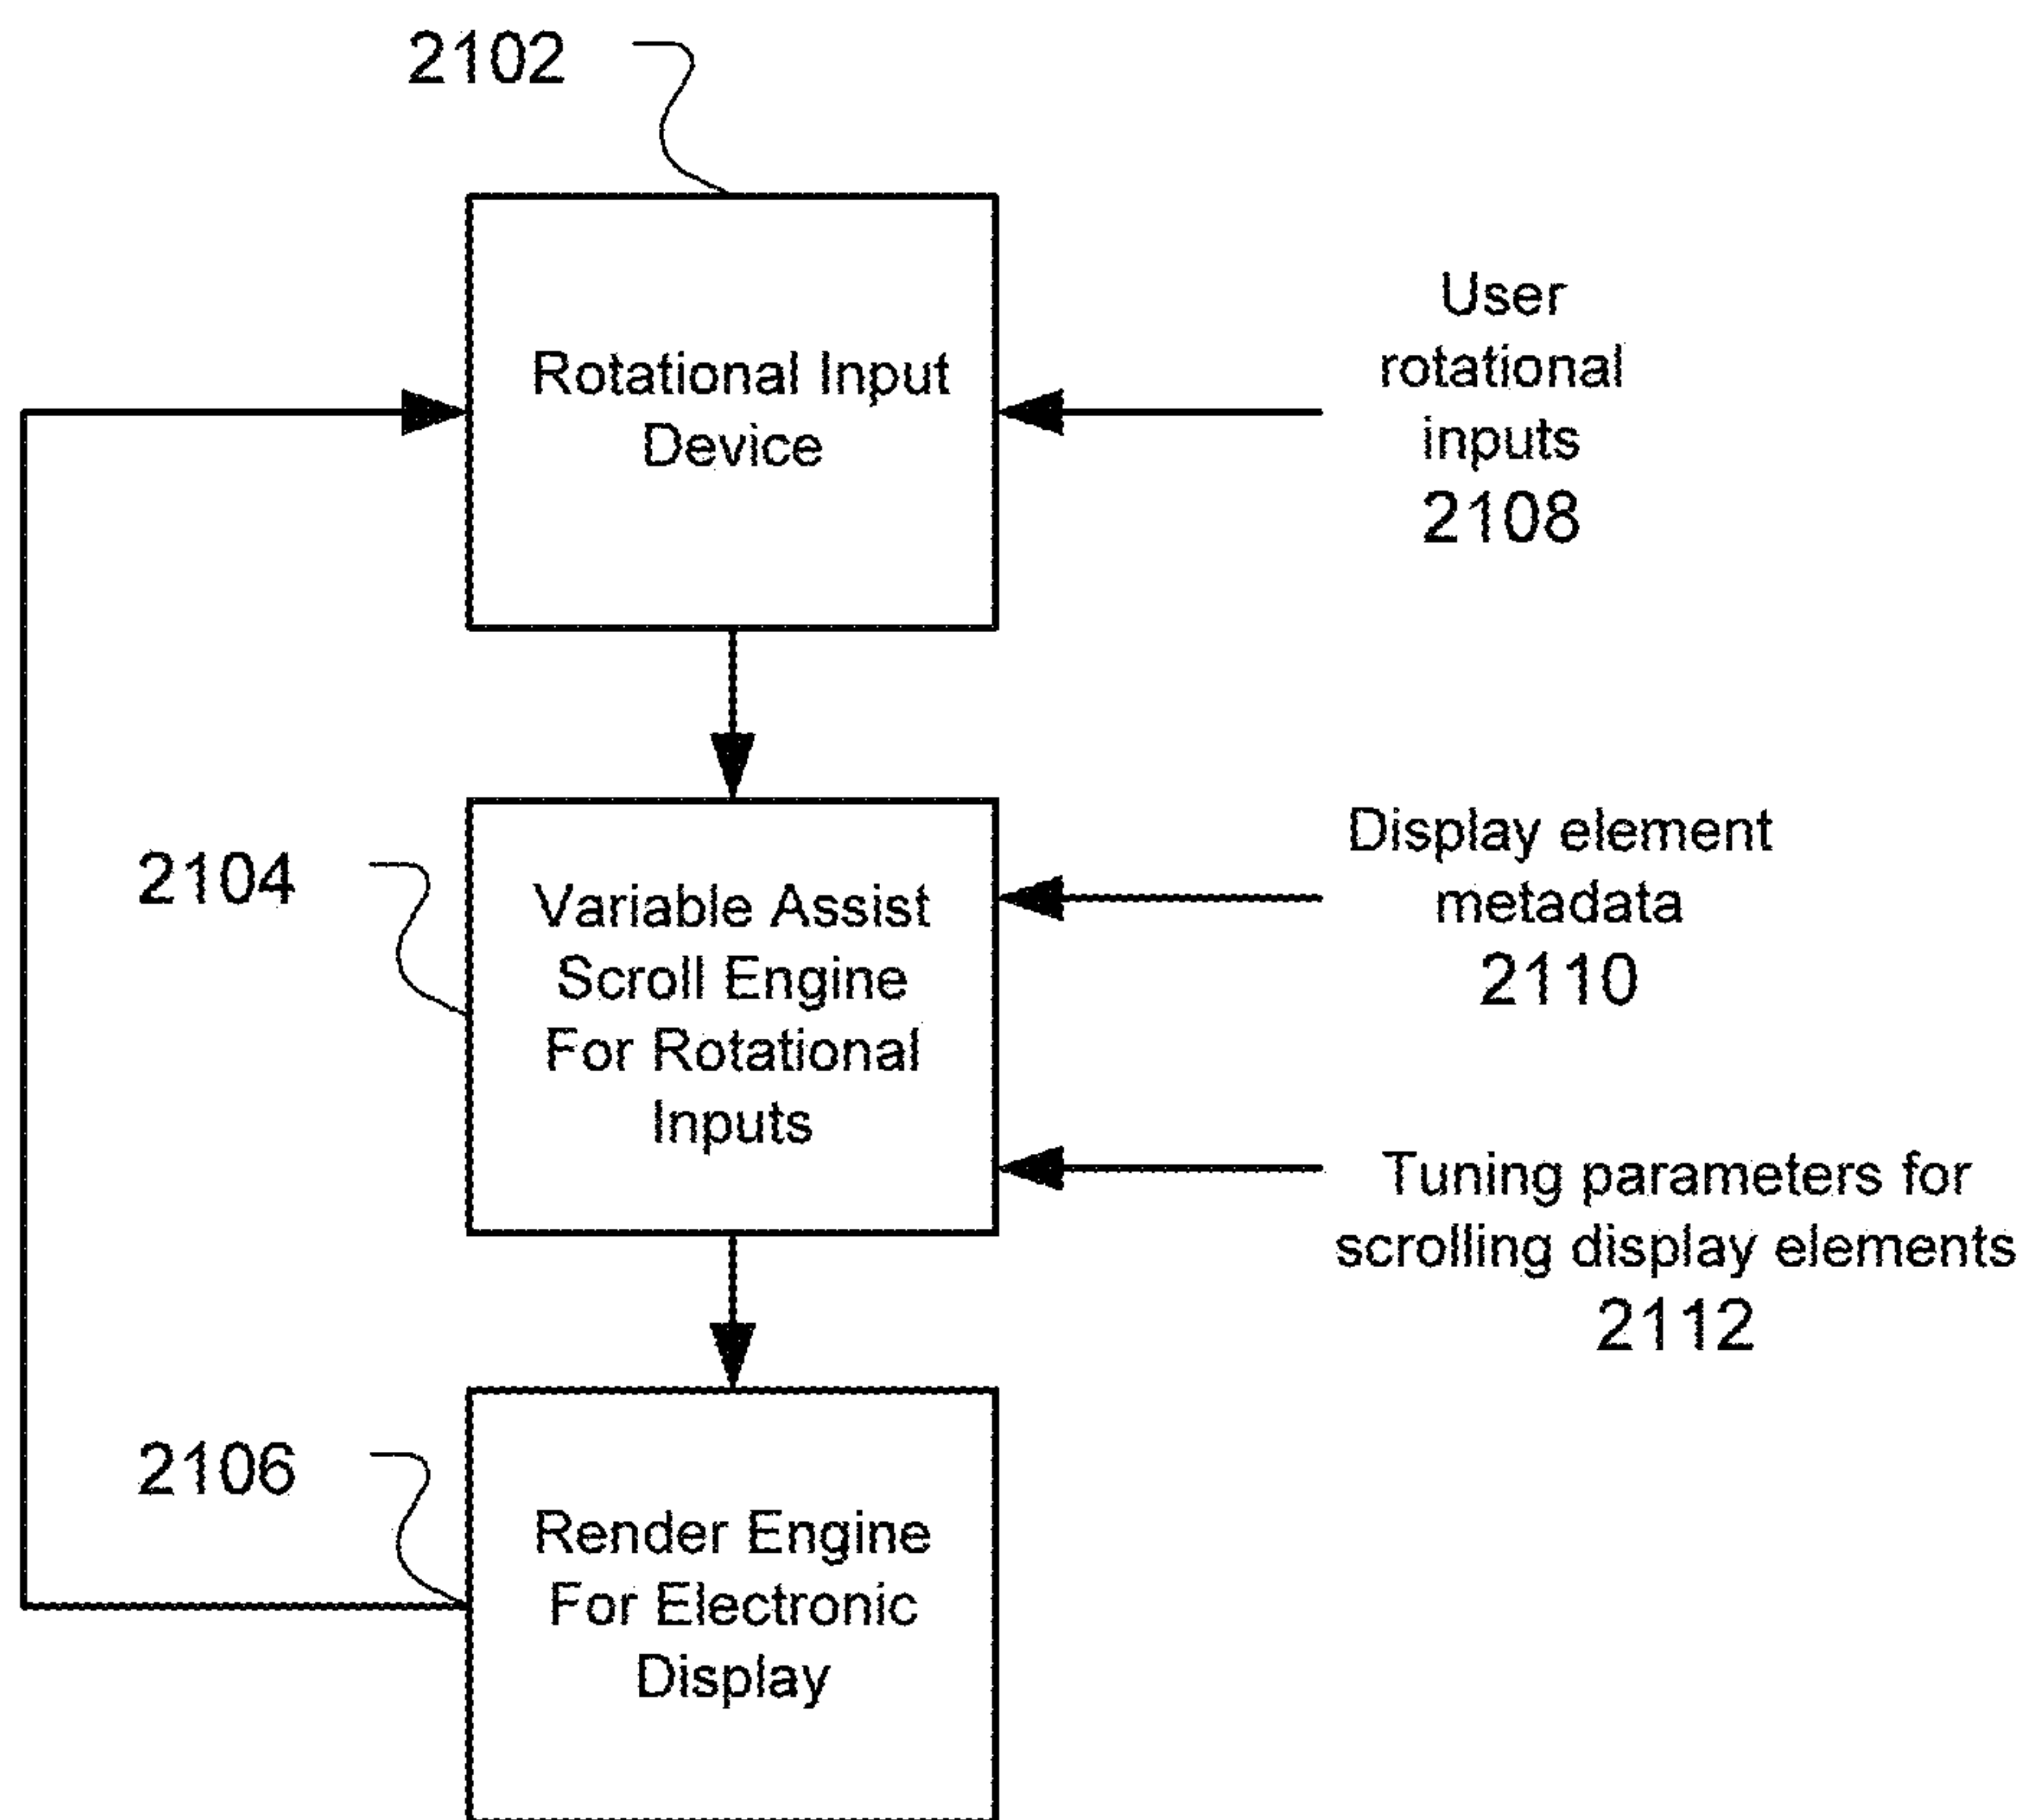 2102
Rotational Input
Device
User
rotational
inputs
2108
2104
Variable Assist
Scroll Engine
For Rotational
Inputs
Display element
metadata
2110
Tuning parameters for
scrolling display elements
2112
2106
Render Engine
For Electronic
Display